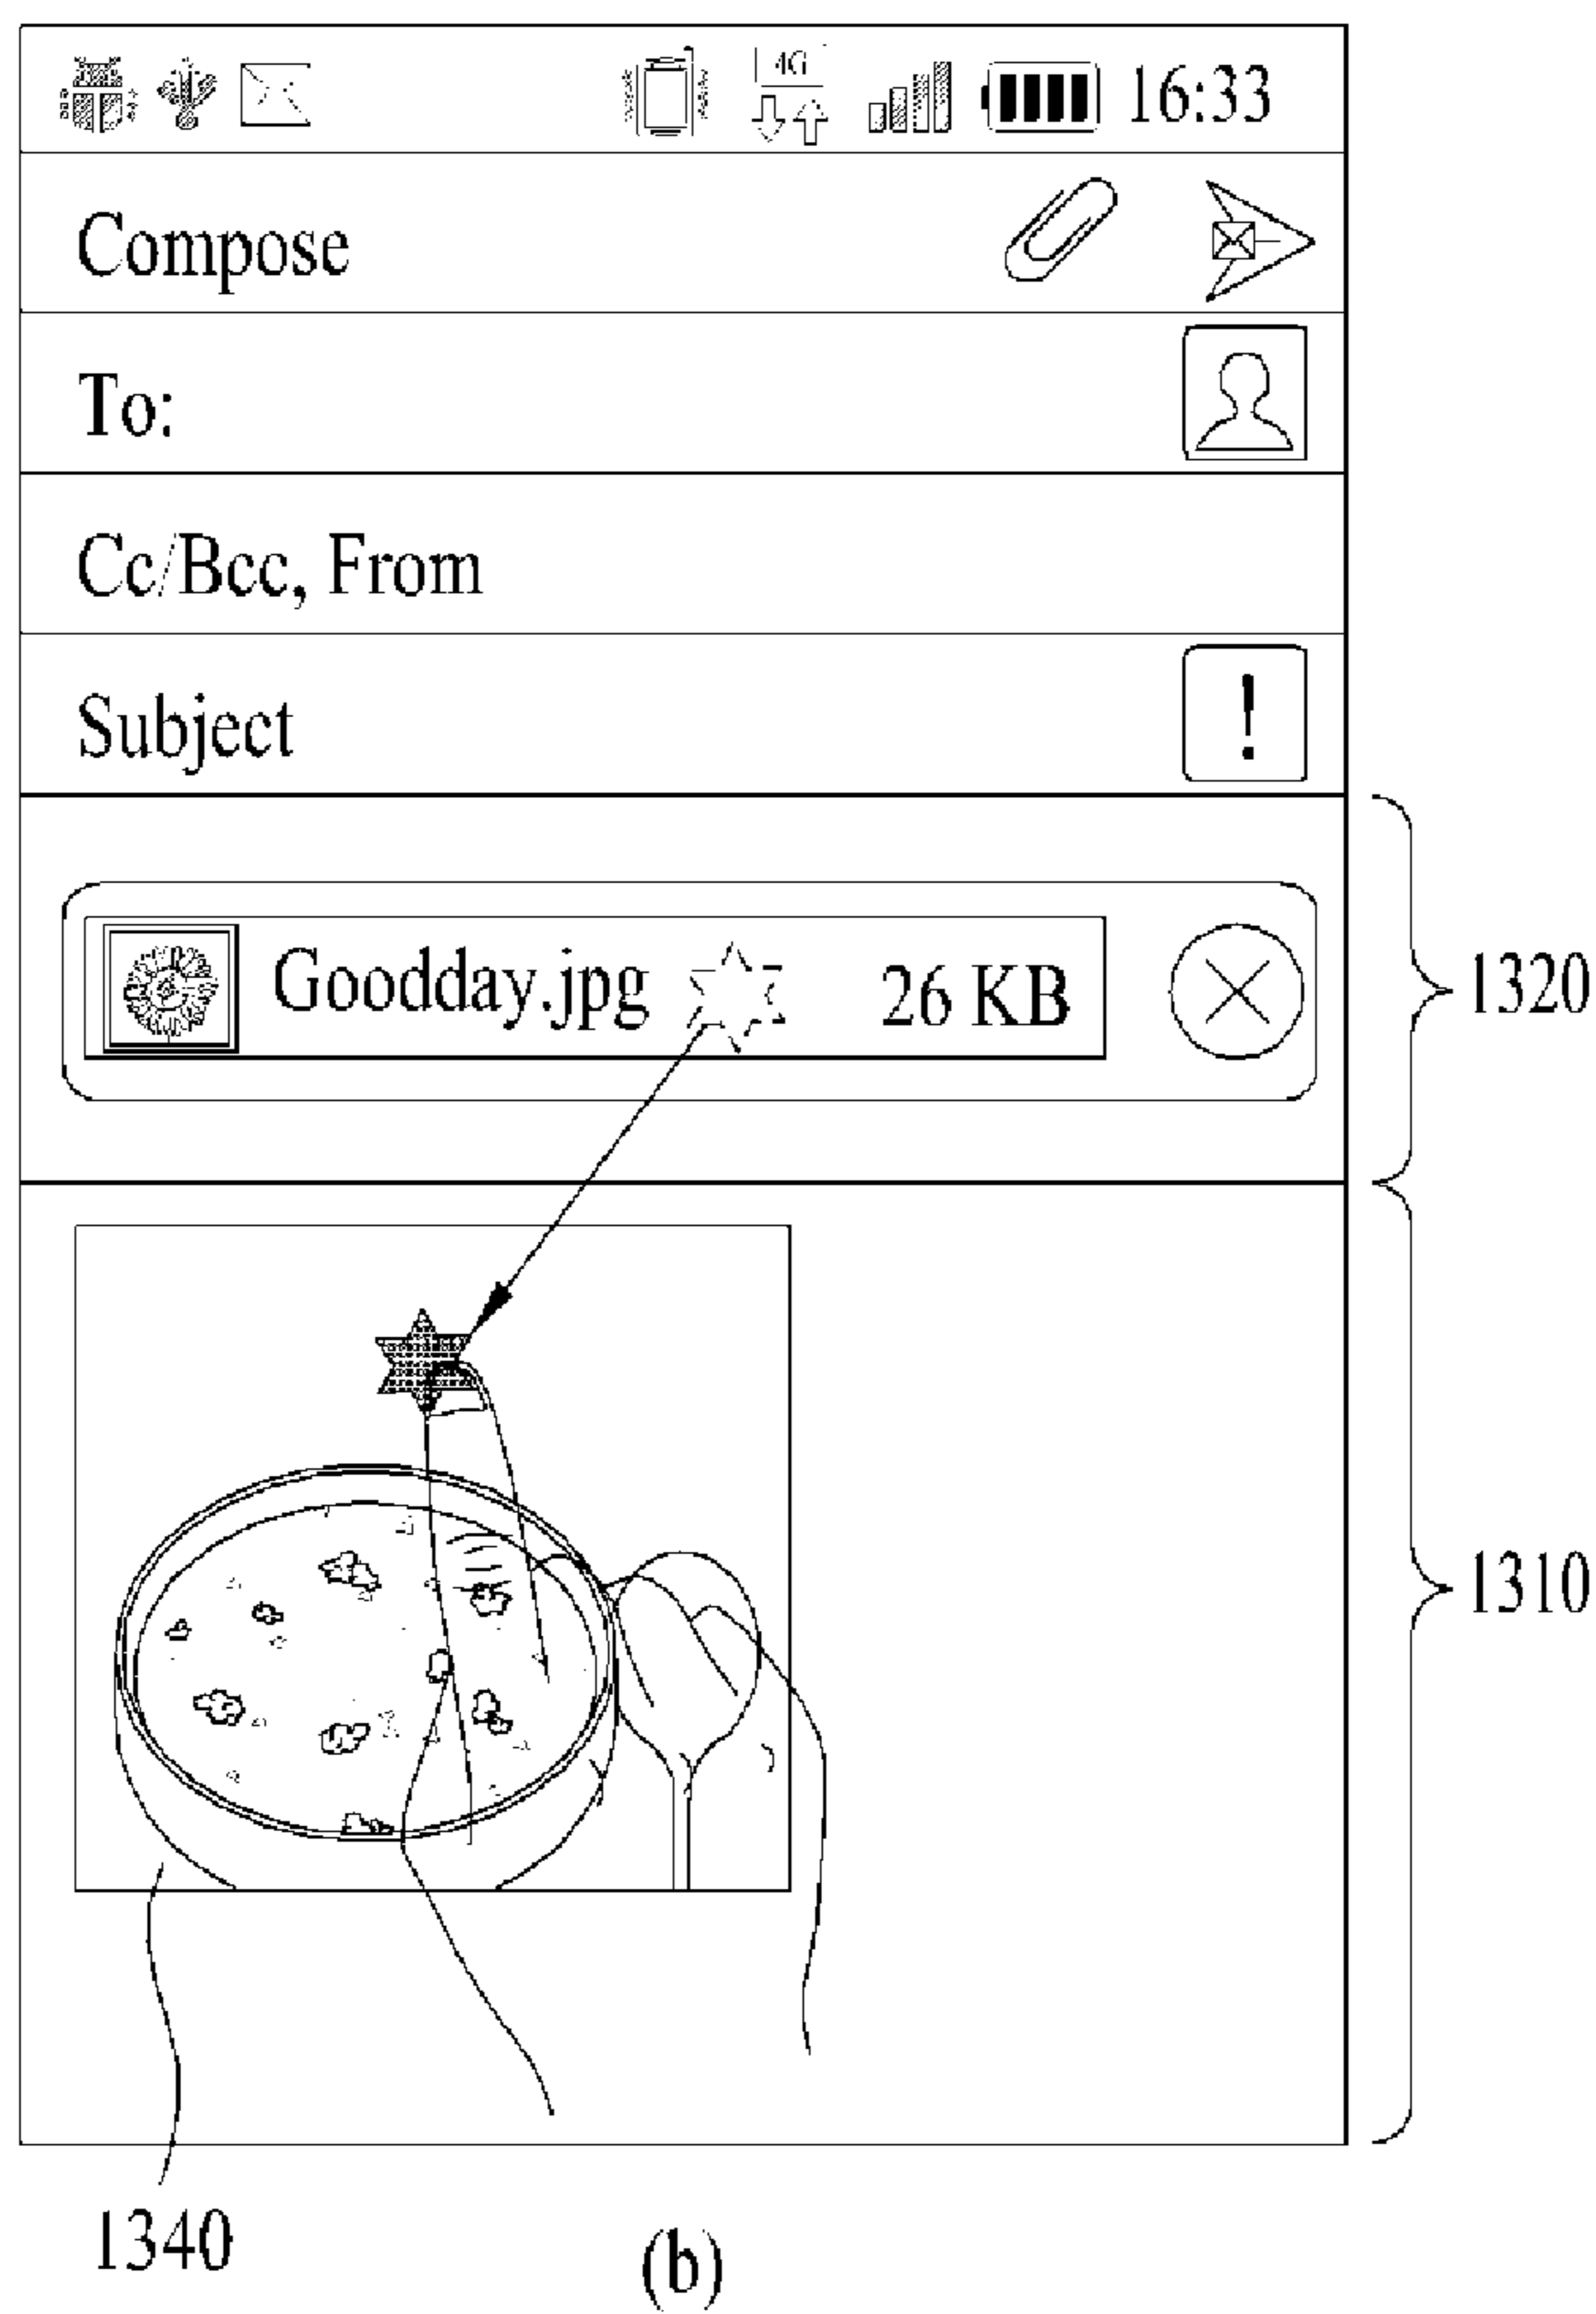 4G 16:33
Compose
To:
Cc/Bcc, From
Subject !
Goodday.jpg 26 KB
1320
1310
1340
(b)